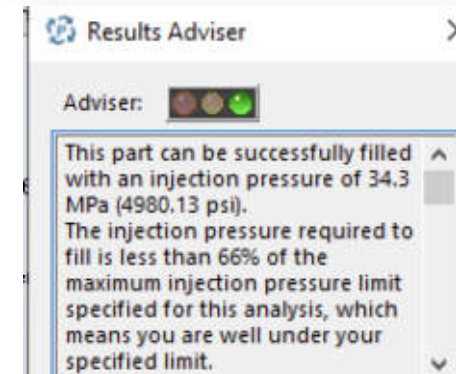 Results Adviser
Adviser:
This part can be successfully filled
with an injection pressure of 34.3
MPa (4980.13 psi).
The injection pressure required to
fill is less than 66% of the
maximum injection pressure limit
specified for this analysis, which
means you are well under your
specified limit.